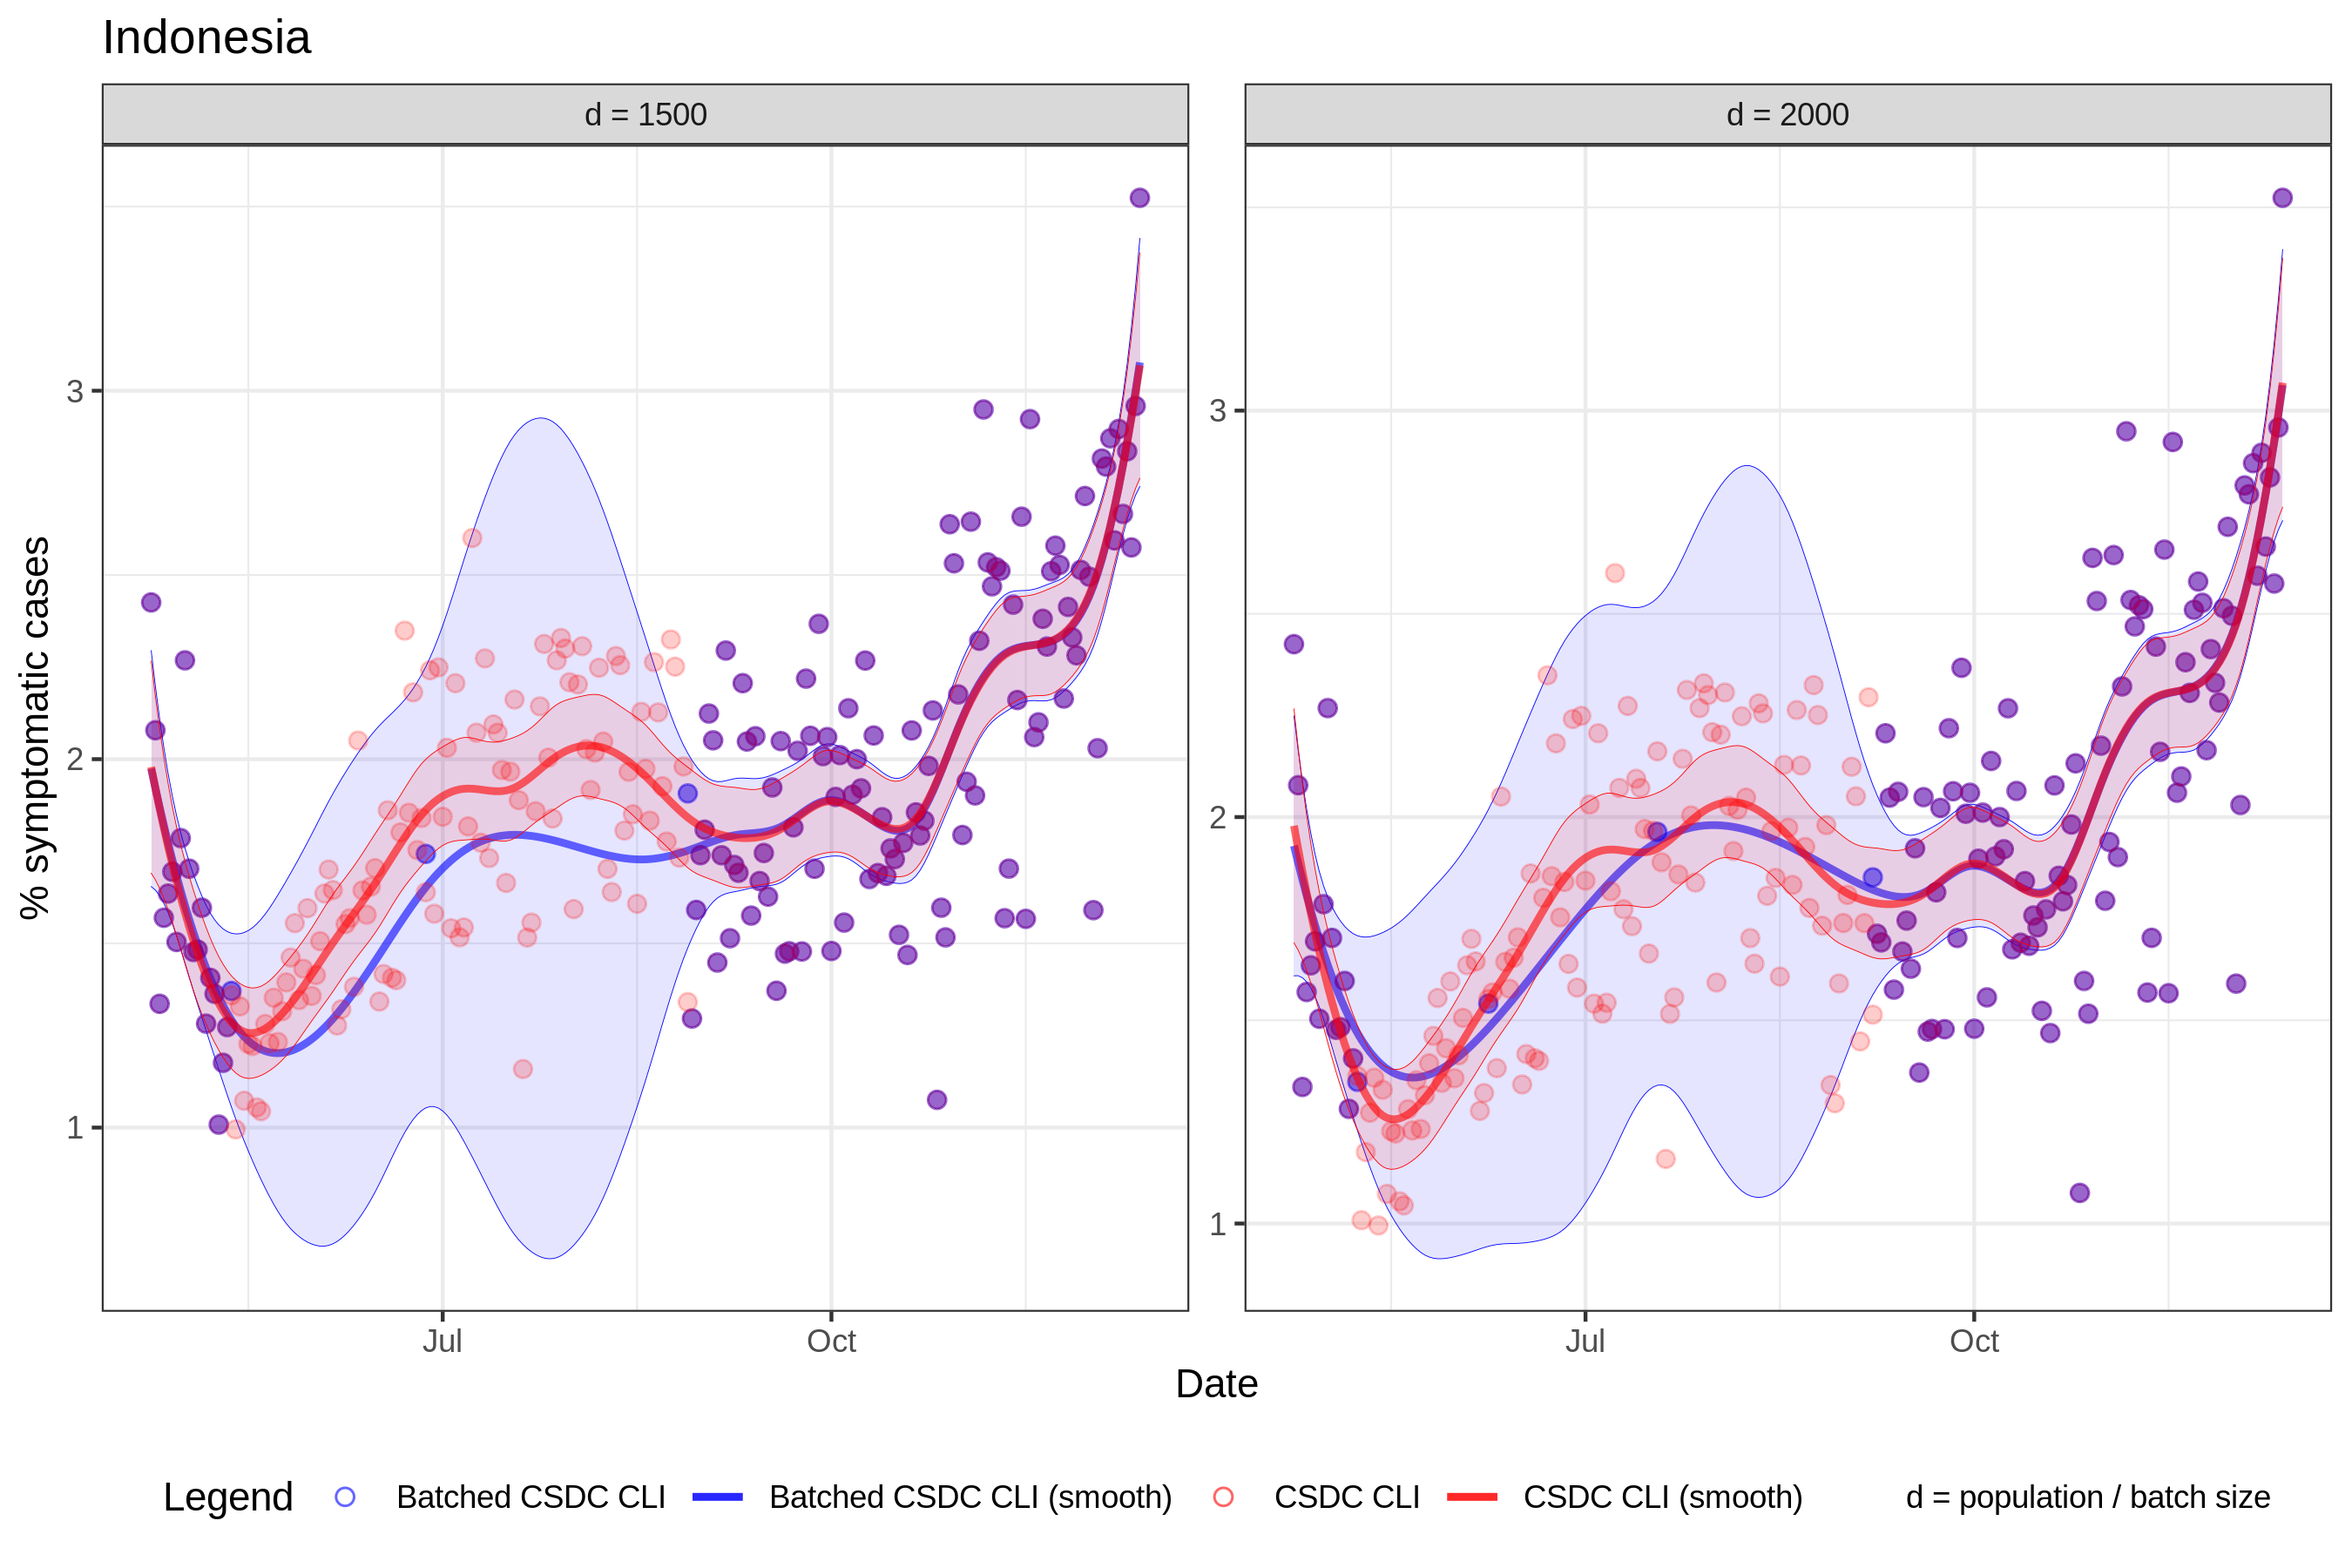 Indonesia
d = 1500
d = 2000
% symptomatic cases
3
2
1
3
2
1
Jul
Oct
Jul
Oct
Date
Legend
Batched CSDC CLI
Batched CSDC CLI (smooth)
CSDC CLI
CSDC CLI (smooth)
d = population / batch size